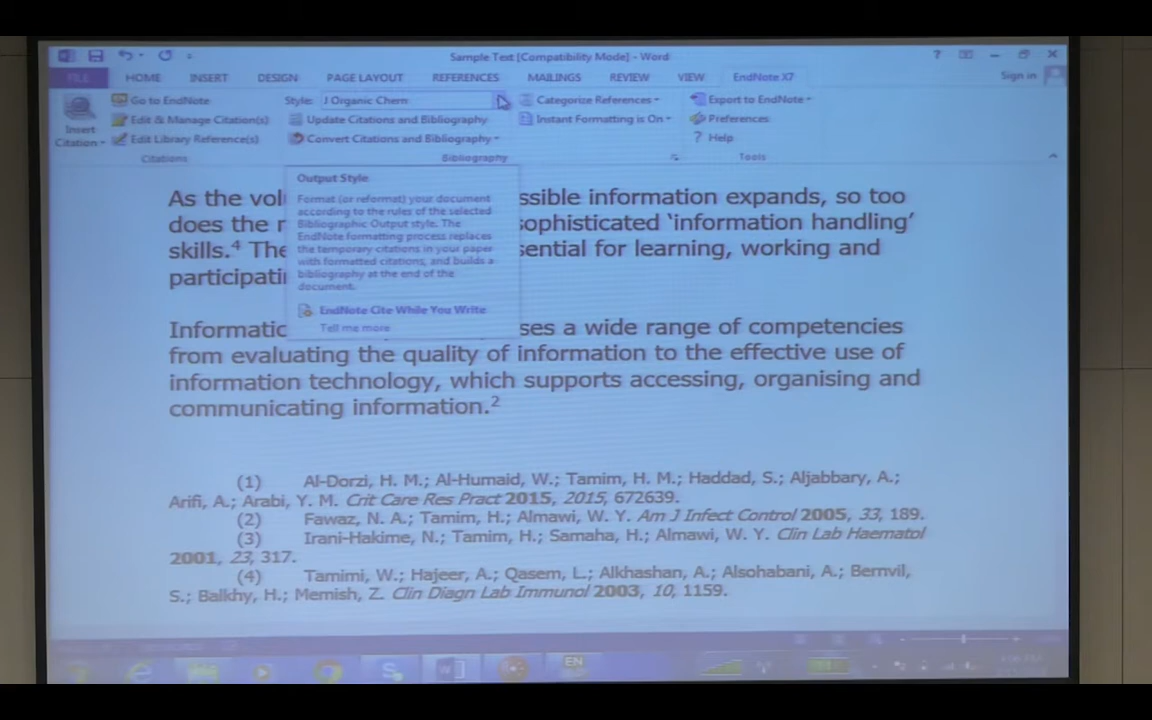 Sample Text [Compatibility Mode] - Word
?
FILE HOME INSERT DESIGN PAGE LAYOUT REFERENCES MAILINGS REVIEW VIEW EndNote X7 Sign in
Go to EndNote Style: J Organic Chem Categorize References Export to EndNote
Insert Citation Edit & Manage Citation(s) Update Citations and Bibliography Instant Formatting is On Preferences
Edit Library Reference(s) Convert Citations and Bibliography ? Help
Citations Bibliography Tools
Output Style
Format (or reformat) your document
according to the rules of the selected
Bibliographic Output style. The
EndNote formatting process replaces
the temporary citations in your paper
with formatted citations, and builds a
bibliography at the end of the
document.
EndNote Cite While You Write
Tell me more
As the vol ssible information expands, so too
does the r sophisticated ‘information handling’
skills.4 The sential for learning, working and
participati
Informatic ses a wide range of competencies
from evaluating the quality of information to the effective use of
information technology, which supports accessing, organising and
communicating information.2
(1) Al-Dorzi, H. M.; Al-Humaid, W.; Tamim, H. M.; Haddad, S.; Aljabbary, A.;
Arifi, A.; Arabi, Y. M. Crit Care Res Pract 2015, 2015, 672639.
(2) Fawaz, N. A.; Tamim, H.; Almawi, W. Y. Am J Infect Control 2005, 33, 189.
(3) Irani-Hakime, N.; Tamim, H.; Samaha, H.; Almawi, W. Y. Clin Lab Haematol
2001, 23, 317.
(4) Tamimi, W.; Hajeer, A.; Qasem, L.; Alkhashan, A.; Alsohabani, A.; Bernvil,
S.; Balkhy, H.; Memish, Z. Clin Diagn Lab Immunol 2003, 10, 1159.
EN